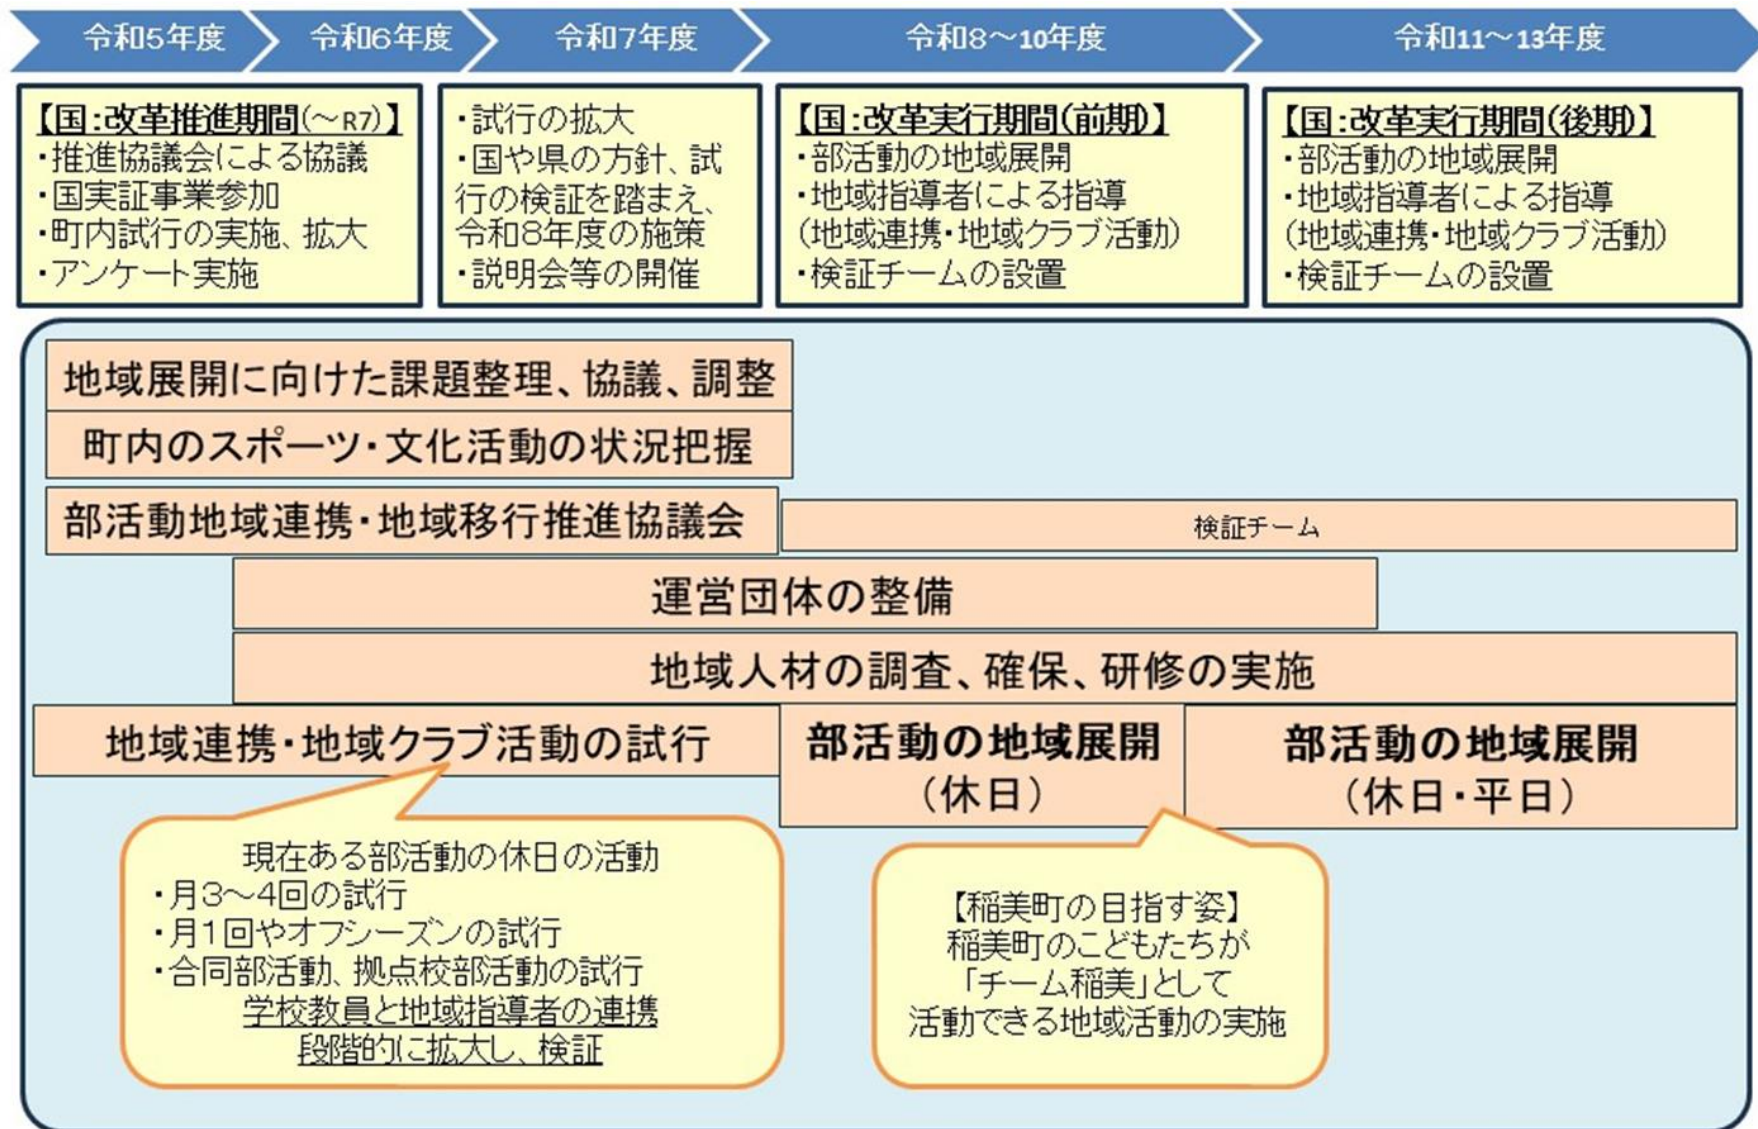 令和5年度
令和6年度
令和7年度
令和8～10年度
令和11～13年度
【国:改革推進期間(～R7)】
・推進協議会による協議
・国実証事業参加
・町内試行の実施、拡大
・アンケート実施
・試行の拡大
・国や県の方針、試
行の検証を踏まえ、
令和8年度の施策
・説明会等の開催
【国:改革実行期間(前期)】
・部活動の地域展開
・地域指導者による指導
(地域連携・地域クラブ活動)
・検証チームの設置
【国:改革実行期間(後期)】
・部活動の地域展開
・地域指導者による指導
(地域連携・地域クラブ活動)
・検証チームの設置
地域展開に向けた課題整理、協議、調整
町内のスポーツ・文化活動の状況把握
部活動地域連携・地域移行推進協議会
検証チーム
運営団体の整備
地域人材の調査、確保、研修の実施
地域連携・地域クラブ活動の試行
部活動の地域展開
(休日)
部活動の地域展開
(休日・平日)
現在ある部活動の休日の活動
・月3～4回の試行
・月1回やオフシーズンの試行
・合同部活動、拠点校部活動の試行
学校教員と地域指導者の連携
段階的に拡大し、検証
【稲美町の目指す姿】
稲美町のこどもたちが
「チーム稲美」として
活動できる地域活動の実施